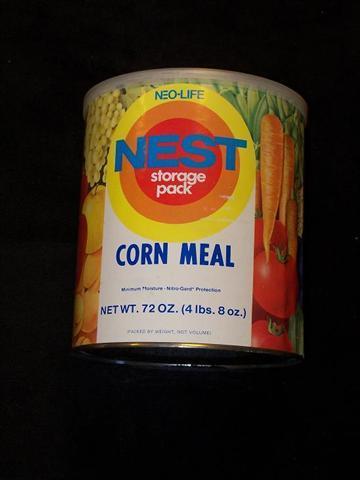 NEO-LIFE
NEST
storage
pack
CORN MEAL
Minimum Moisture - Nitro-Gard* Protection
NET WT. 72 OZ. (4 lbs. 8 oz.)
(PACKED BY WEIGHT, NOT VOLUME)